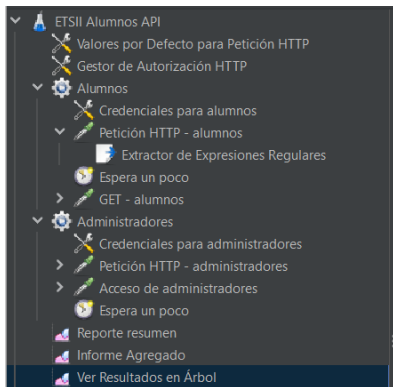 ETSII Alumnos API
Valores por Defecto para Petición HTTP
Gestor de Autorización HTTP
Alumnos
Credenciales para alumnos
Petición HTTP - alumnos
Extractor de Expresiones Regulares
Espera un poco
GET - alumnos
Administradores
Credenciales para administradores
Petición HTTP - administradores
Acceso de administradores
Espera un poco
Reporte resumen
Informe Agregado
Ver Resultados en Árbol